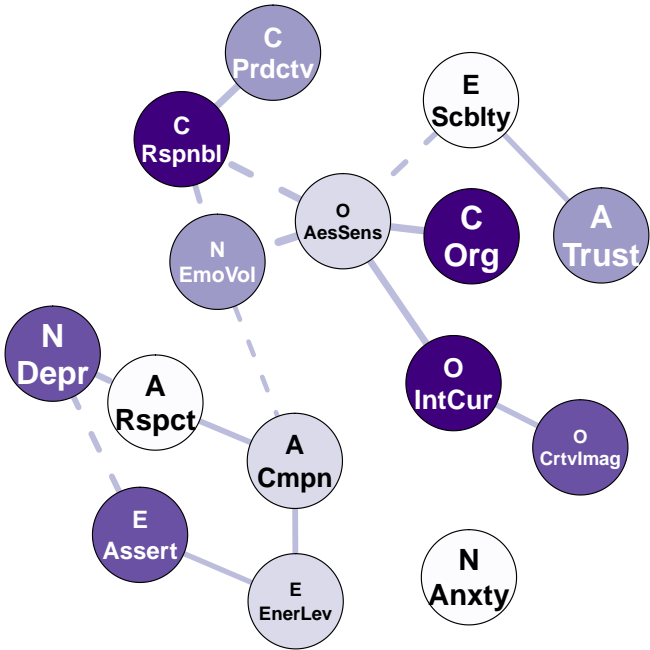 C
Prdctv
E
Scblty
C
Rspnbl
O
AesSens
C
Org
A
Trust
N
EmoVol
N
Depr
A
Rspct
O
IntCur
A
Cmpn
O
CrtvImag
E
Assert
N
Anxty
E
EnerLev